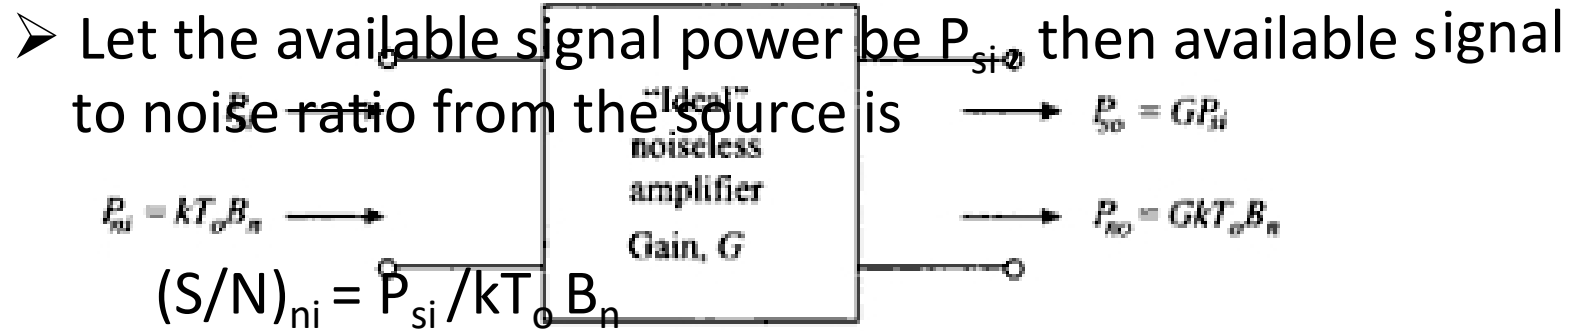 ➢ Let the available signal power be P_si, then available signal
to noise ratio from the source is
"Ideal"
noiseless
amplifier
Gain, G
P_so = GP_si
P_ni = kT_oB_n
P_no = GkT_oB_n
(S/N)_ni = P_si /kT_o B_n